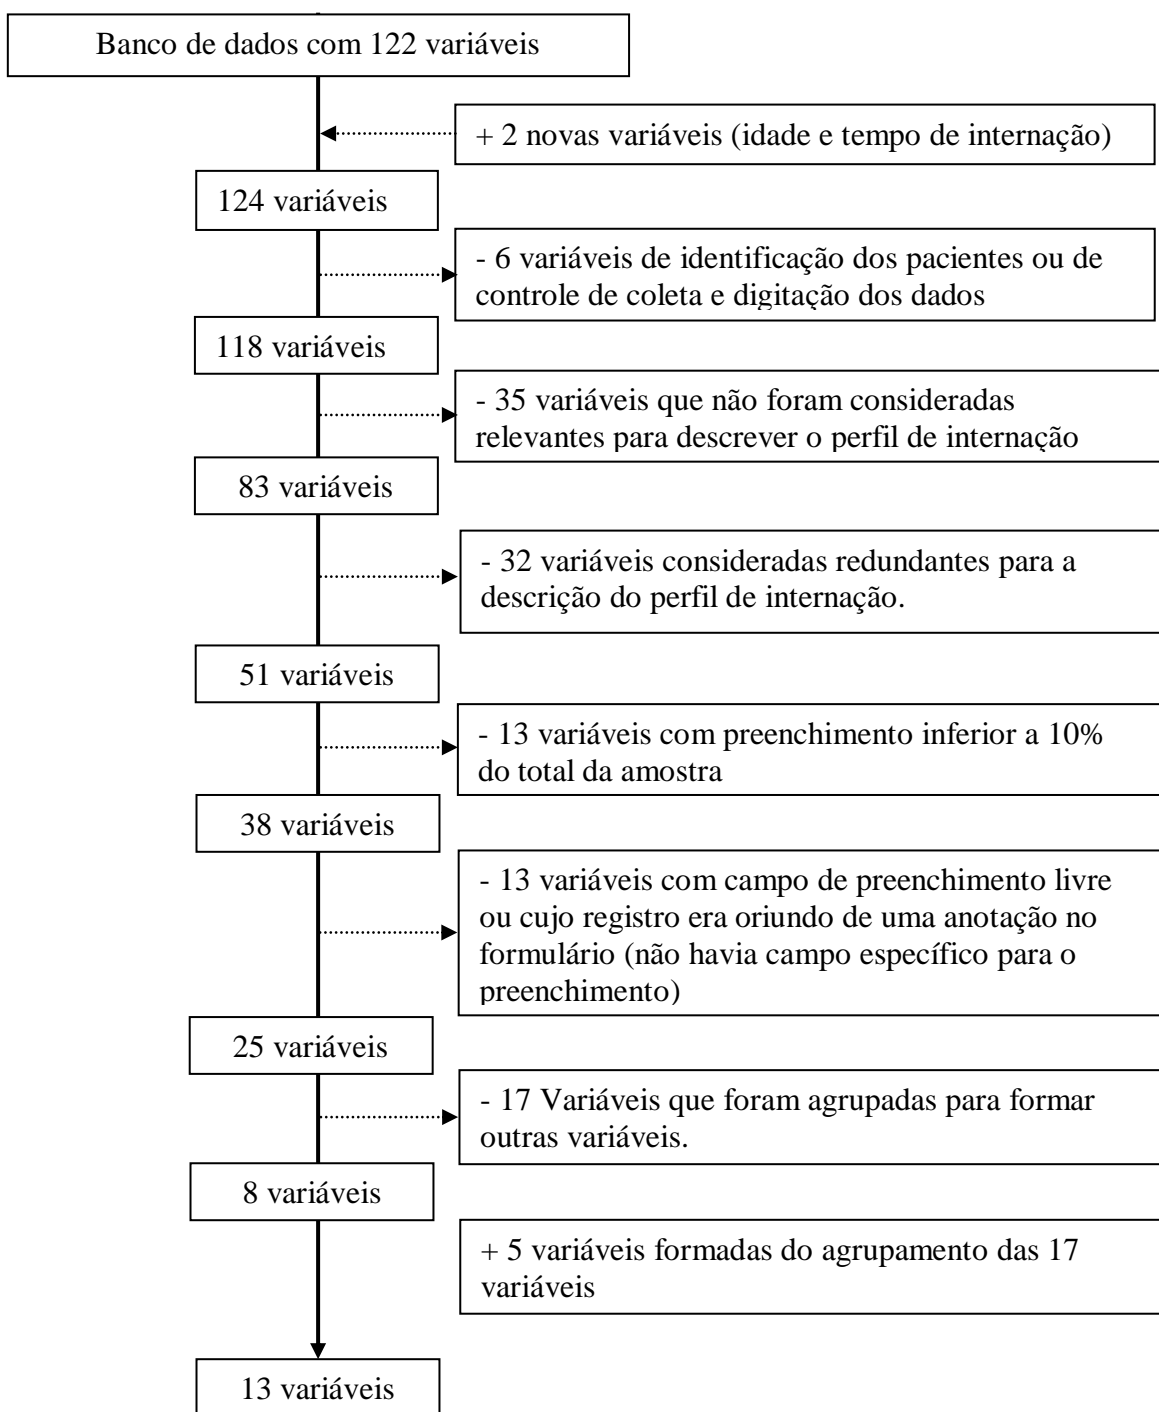 Banco de dados com 122 variáveis
+ 2 novas variáveis (idade e tempo de internação)
124 variáveis
- 6 variáveis de identificação dos pacientes ou de
controle de coleta e digitação dos dados
118 variáveis
- 35 variáveis que não foram consideradas
relevantes para descrever o perfil de internação
83 variáveis
- 32 variáveis consideradas redundantes para a
descrição do perfil de internação.
51 variáveis
- 13 variáveis com preenchimento inferior a 10%
do total da amostra
38 variáveis
- 13 variáveis com campo de preenchimento livre
ou cujo registro era oriundo de uma anotação no
formulário (não havia campo específico para o
preenchimento)
25 variáveis
- 17 Variáveis que foram agrupadas para formar
outras variáveis.
8 variáveis
+ 5 variáveis formadas do agrupamento das 17
variáveis
13 variáveis